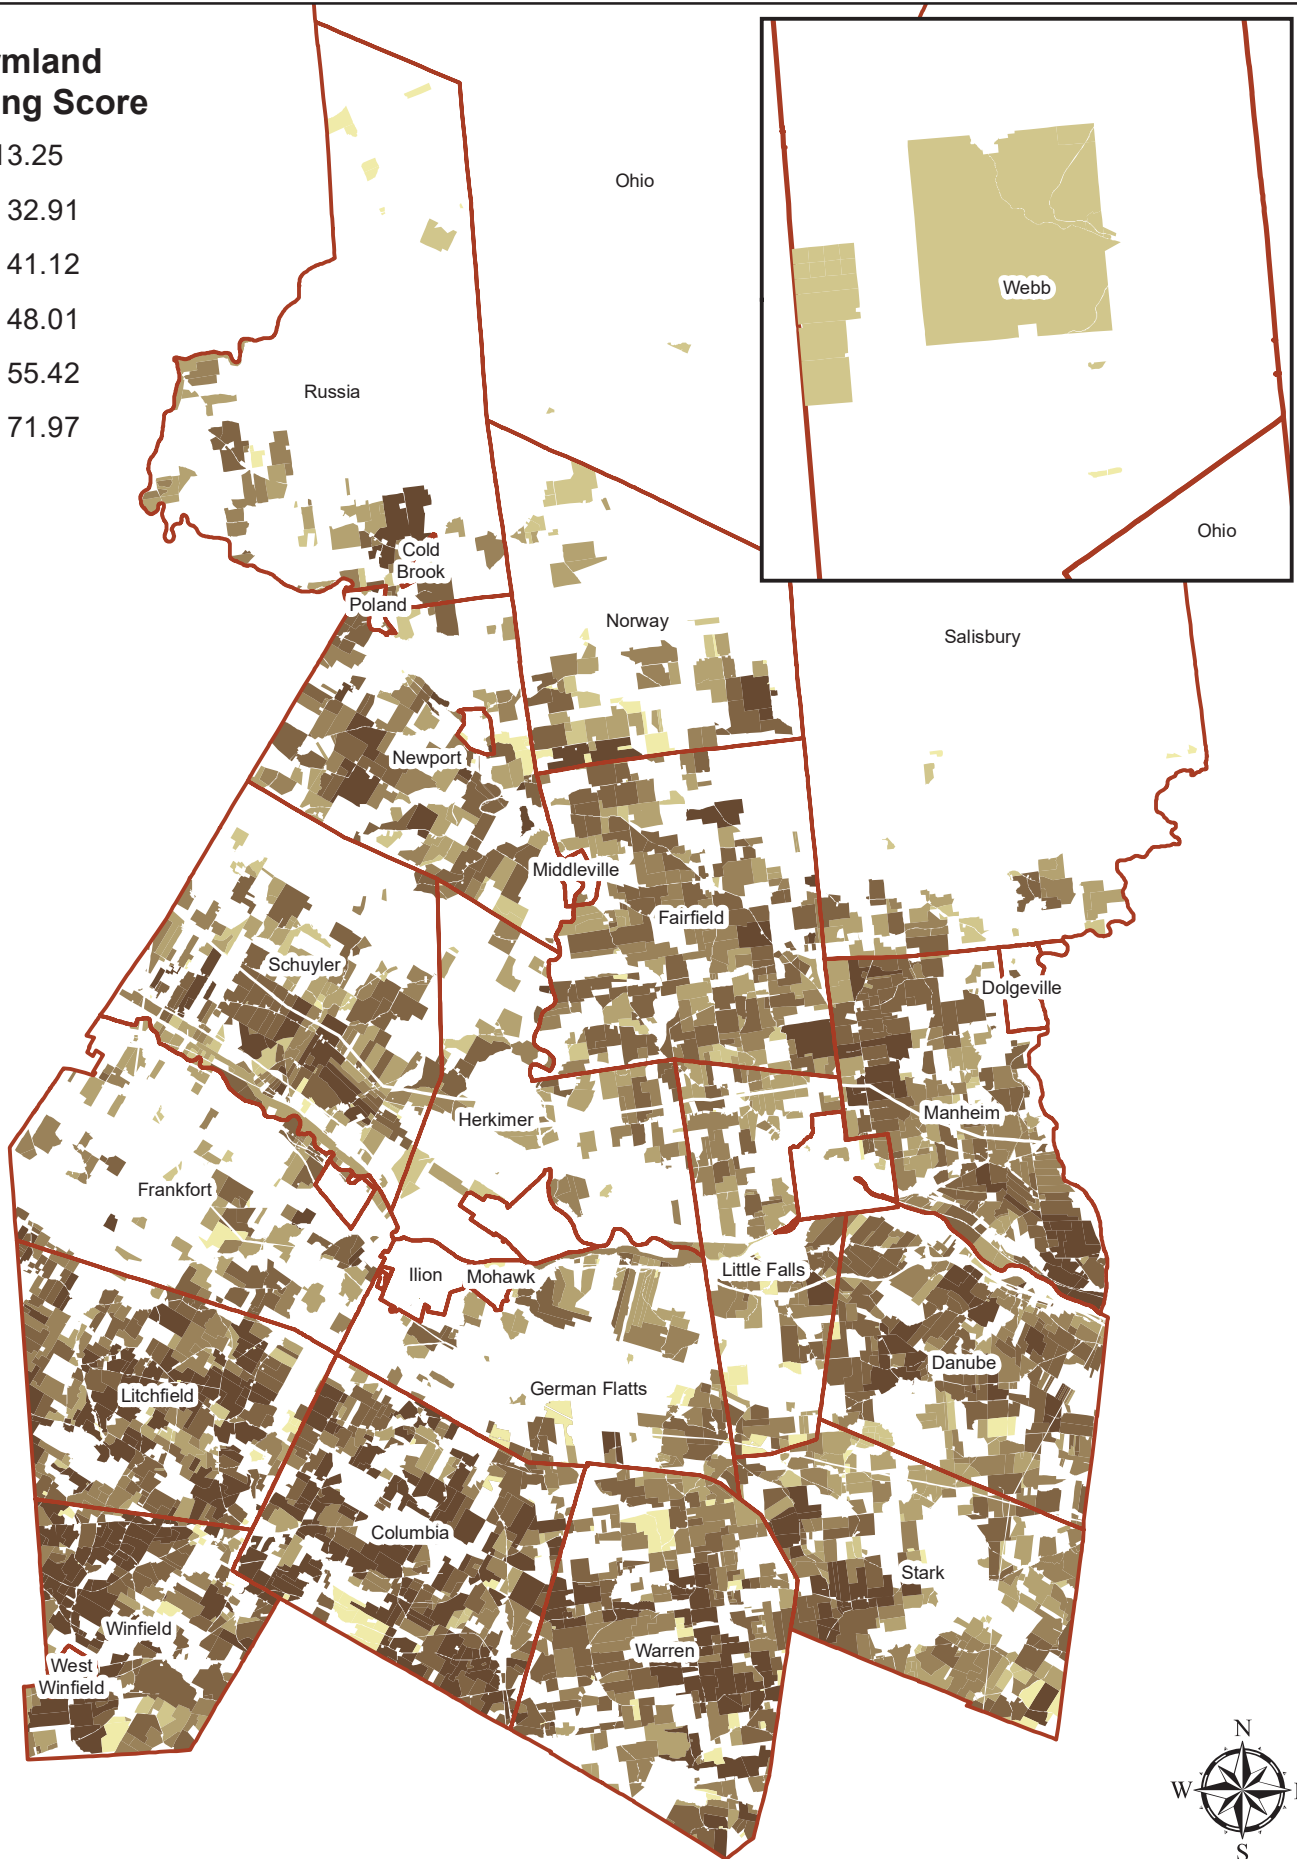 rmland
ng Score
13.25
32.91
41.12
48.01
55.42
71.97
Ohio
Webb
Ohio
Russia
Cold
Brook
Poland
Norway
Salisbury
Newport
Middleville
Fairfield
Schuyler
Dolgeville
Herkimer
Manheim
Frankfort
Ilion
Mohawk
Little Falls
Danube
German Flatts
Litchfield
Columbia
Stark
Winfield
Warren
West
Winfield
N
W
S